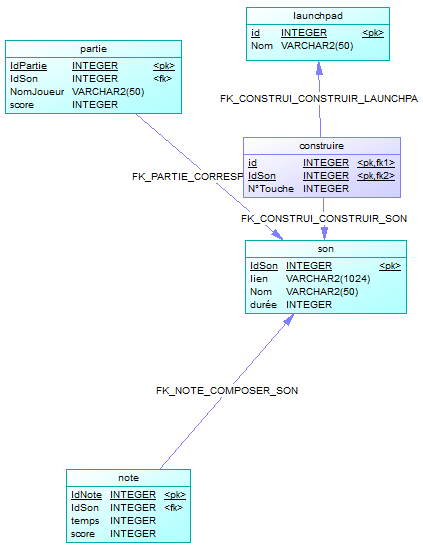 launchpad
id INTEGER <pk>
Nom VARCHAR2(50)
partie
IdPartie INTEGER <pk>
IdSon INTEGER <fk>
NomJoueur VARCHAR2(50)
score INTEGER
FK_CONSTRUI_CONSTRUIR_LAUNCHPA
construire
id INTEGER <pk,fk1>
IdSon INTEGER <pk,fk2>
N°Touche INTEGER
FK_PARTIE_CORRESP
FK_CONSTRUI_CONSTRUIR_SON
son
IdSon INTEGER <pk>
lien VARCHAR2(1024)
Nom VARCHAR2(50)
durée INTEGER
FK_NOTE_COMPOSER_SON
note
IdNote INTEGER <pk>
IdSon INTEGER <fk>
temps INTEGER
score INTEGER